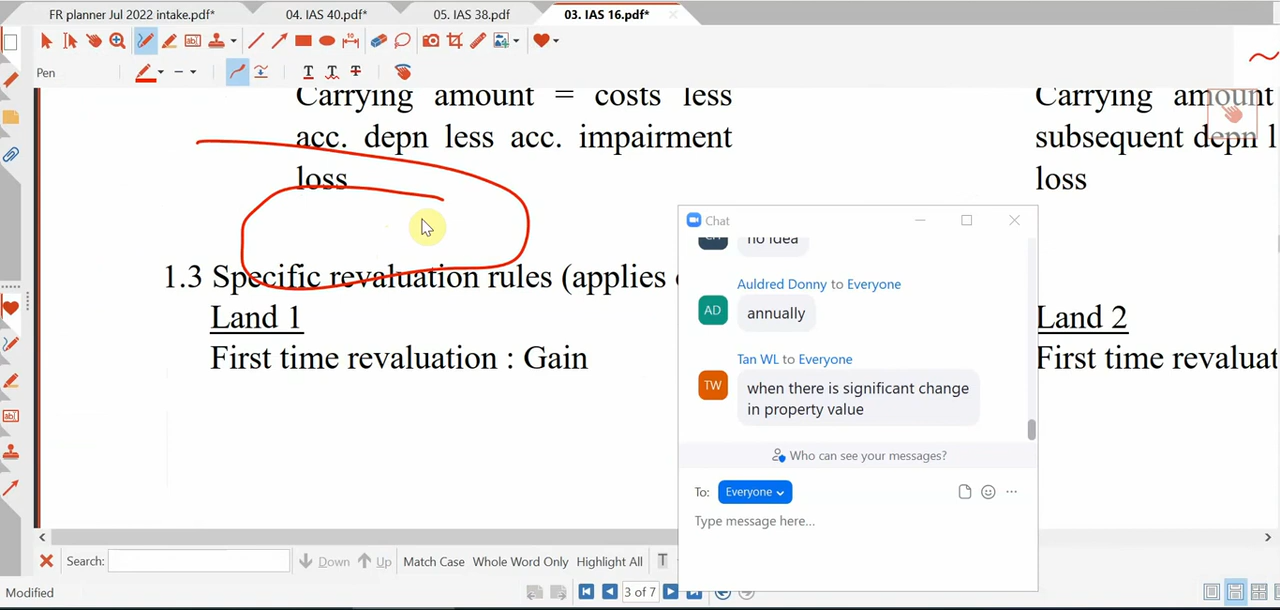 FR planner Jul 2022 intake.pdf*
04. IAS 40.pdf*
05. IAS 38.pdf
03. IAS 16.pdf*
Pen
Carrying amount = costs less
acc. depn less acc. impairment
loss
Carrying amount
subsequent depn l
loss
1.3 Specific revaluation rules (applies
Land 1
First time revaluation : Gain
Land 2
First time revaluat
Chat
no idea
Auldred Donny to Everyone
AD
annually
Tan WL to Everyone
TW
when there is significant change
in property value
Who can see your messages?
To: Everyone
Type message here...
Search:
Down
Up
Match Case
Whole Word Only
Highlight All
T
Modified
3 of 7